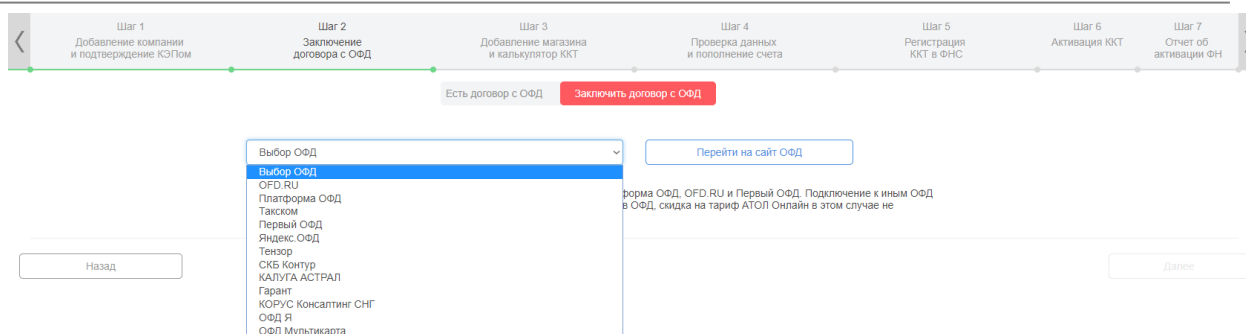 Шаг 1
Добавление компании
и подтверждение КЭПом
Шаг 2
Заключение
договора с ОФД
Шаг 3
Добавление магазина
и калькулятор ККТ
Шаг 4
Проверка данных
и пополнение счета
Шаг 5
Регистрация
ККТ в ФНС
Шаг 6
Активация ККТ
Шаг 7
Отчет об
активации ФН
Есть договор с ОФД
Заключить договор с ОФД
Выбор ОФД
Перейти на сайт ОФД
Выбор ОФД
OFD.RU
Платформа ОФД
Такском
Первый ОФД
Яндекс.ОФД
Тензор
СКБ Контур
КАЛУГА АСТРАЛ
Гарант
КОРУС Консалтинг СНГ
ОФД Я
ОФД Мультикарта
форма ОФД, OFD.RU и Первый ОФД. Подключение к иным ОФД
в ОФД, скидка на тариф АТОЛ Онлайн в этом случае не
Назад
Далее